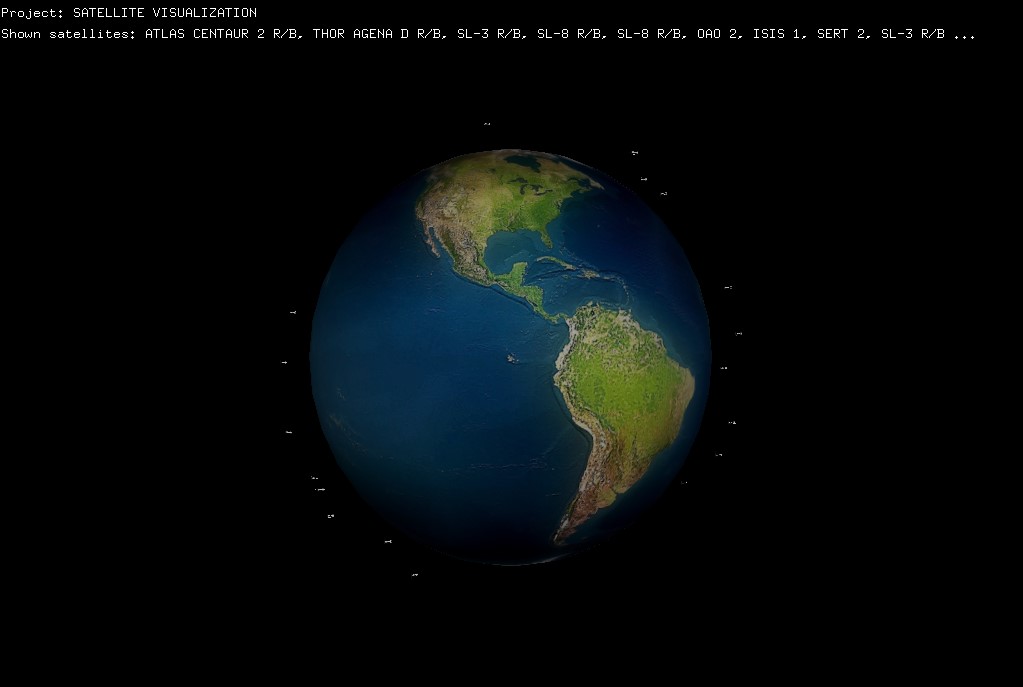 Project: SATELLITE VISUALIZATION
Shown satellites: ATLAS CENTAUR 2 R/B, THOR AGENA D R/B, SL-3 R/B, SL-8 R/B, SL-8 R/B, OAO 2, ISIS 1, SERT 2, SL-3 R/B ...